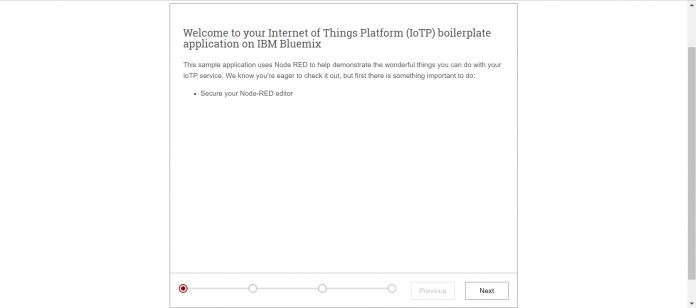 Welcome to your Internet of Things Platform (IoTP) boilerplate
application on IBM Bluemix
This sample application uses Node RED to help demonstrate the wonderful things you can do with your
IoTP service. We know you're eager to check it out, but first there is something important to do:
• Secure your Node-RED editor
Previous Next